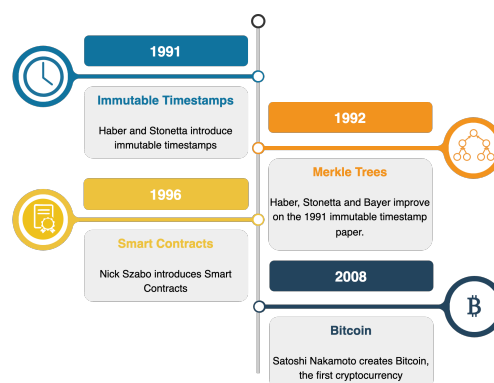 1991
Immutable Timestamps
Haber and Stonetta introduce
immutable timestamps
1992
Merkle Trees
Haber, Stonetta and Bayer improve
on the 1991 immutable timestamp
paper.
1996
Smart Contracts
Nick Szabo introduces Smart
Contracts
2008
Bitcoin
Satoshi Nakamoto creates Bitcoin,
the first cryptocurrency